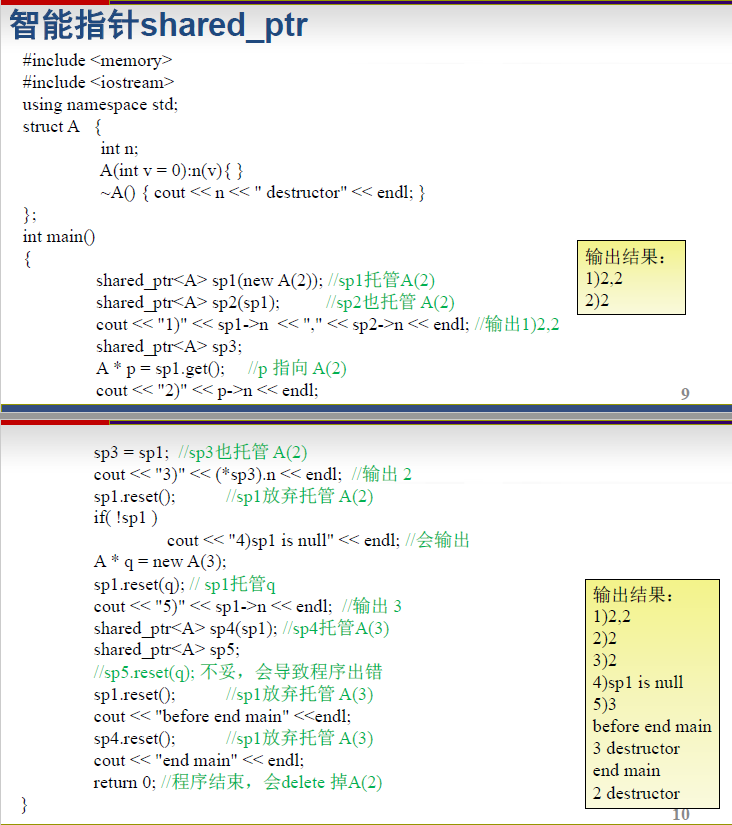 智能指针shared_ptr
#include <memory>
#include <iostream>
using namespace std;
struct A {
int n;
A(int v = 0):n(v){ }
~A() { cout << n << " destructor" << endl; }
};
int main()
{
shared_ptr<A> sp1(new A(2)); //sp1托管A(2)
shared_ptr<A> sp2(sp1); //sp2也托管 A(2)
cout << "1)" << sp1->n << "," << sp2->n << endl; //输出1)2,2
shared_ptr<A> sp3;
A * p = sp1.get(); //p 指向 A(2)
cout << "2)" << p->n << endl;
输出结果：
1)2,2
2)2
9
sp3 = sp1; //sp3也托管 A(2)
cout << "3)" << (*sp3).n << endl; //输出 2
sp1.reset(); //sp1放弃托管 A(2)
if( !sp1 )
cout << "4)sp1 is null" << endl; //会输出
A * q = new A(3);
sp1.reset(q); // sp1托管q
cout << "5)" << sp1->n << endl; //输出 3
shared_ptr<A> sp4(sp1); //sp4托管A(3)
shared_ptr<A> sp5;
//sp5.reset(q); 不妥，会导致程序出错
sp1.reset(); //sp1放弃托管 A(3)
cout << "before end main" <<endl;
sp4.reset(); //sp1放弃托管 A(3)
cout << "end main" << endl;
return 0; //程序结束，会delete 掉A(2)
}
输出结果：
1)2,2
2)2
3)2
4)sp1 is null
5)3
before end main
3 destructor
end main
2 destructor
10